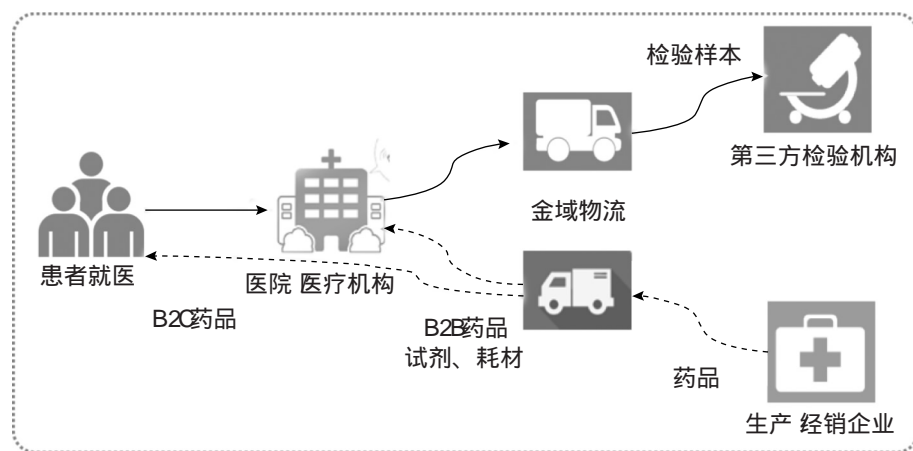 检验样本
第三方检验机构
金域物流
患者就医
医院 医疗机构
B2C药品
B2B药品
试剂、耗材
药品
生产 经销企业